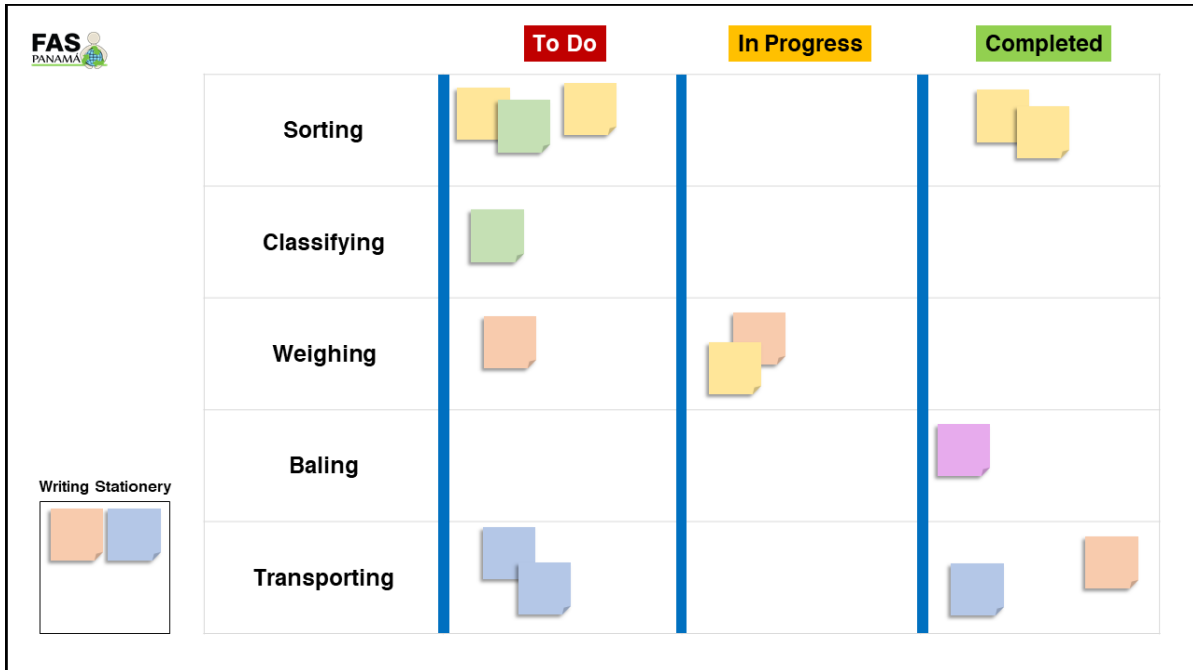 FAS
PANAMÁ
To Do
In Progress
Completed
Sorting
Classifying
Weighing
Baling
Transporting
Writing Stationery